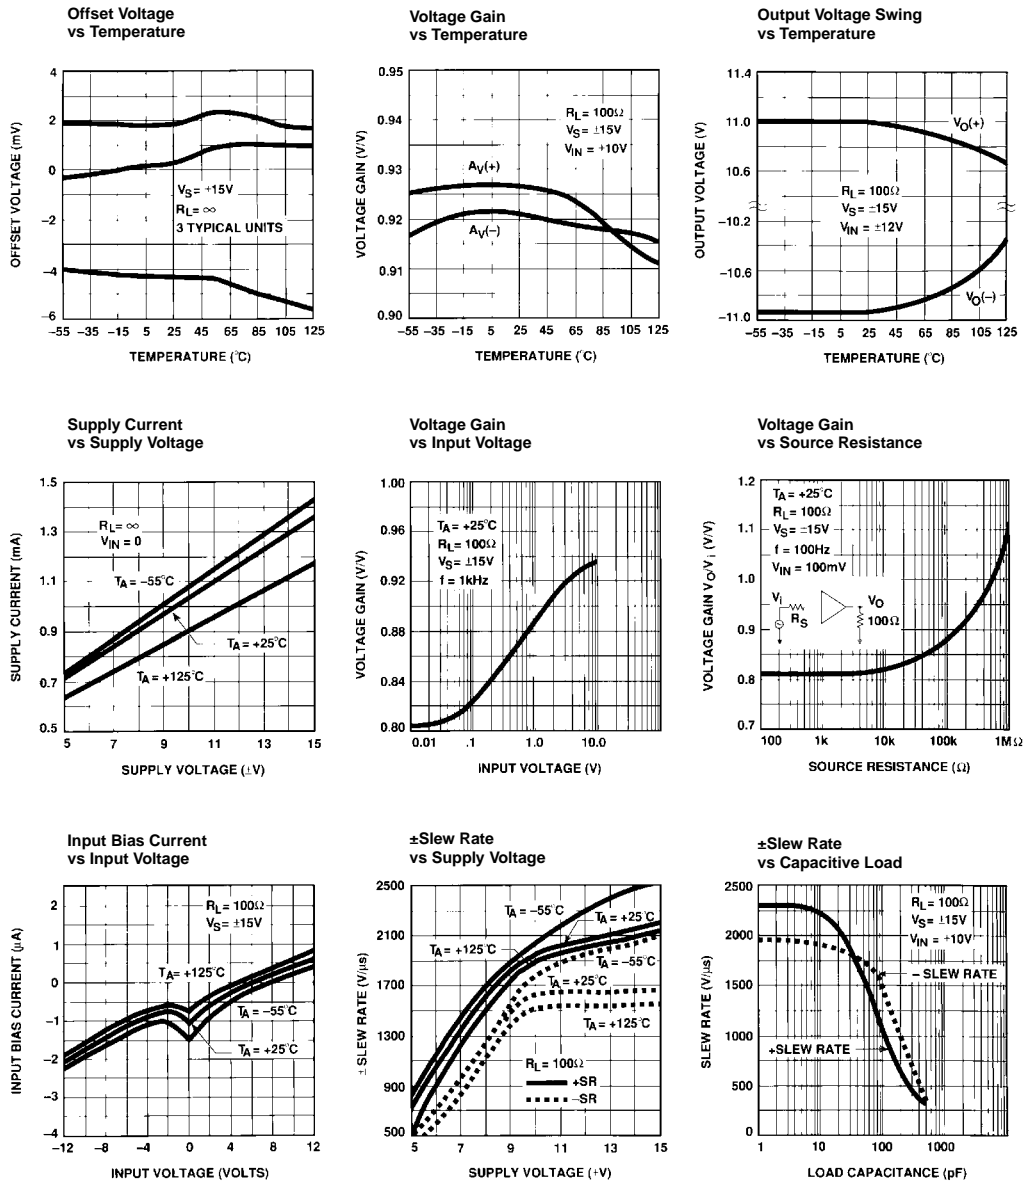 Offset Voltage
vs Temperature
4
2
0
−2
−4
−6
OFFSET VOLTAGE (mV)
VS = +15V
RL = ∞
3 TYPICAL UNITS
−55 −35 −15 5 25 45 65 85 105 125
TEMPERATURE (°C)
Voltage Gain
vs Temperature
0.95
0.94
0.93
0.92
0.91
0.90
VOLTAGE GAIN (V/V)
RL = 100Ω
VS = ±15V
VIN = +10V
AV(+)
AV(−)
−55 −35 −15 5 25 45 65 85 105 125
TEMPERATURE (°C)
Output Voltage Swing
vs Temperature
11.4
11.0
10.6
−10.2
−10.6
−11.0
OUTPUT VOLTAGE (V)
VO(+)
RL = 100Ω
VS = ±15V
VIN = ±12V
VO(−)
−55 −35 −15 5 25 45 65 85 105 125
TEMPERATURE (°C)
Supply Current
vs Supply Voltage
1.5
1.3
1.1
0.9
0.7
0.5
SUPPLY CURRENT (mA)
RL = ∞
VIN = 0
TA = −55°C
TA = +25°C
TA = +125°C
5 7 9 11 13 15
SUPPLY VOLTAGE (±V)
Voltage Gain
vs Input Voltage
1.00
0.96
0.92
0.88
0.84
0.80
VOLTAGE GAIN (V/V)
TA = +25°C
RL = 100Ω
VS = ±15V
f = 1kHz
0.01 .1 1.0 10.0
INPUT VOLTAGE (V)
Voltage Gain
vs Source Resistance
1.2
1.1
1.0
0.9
0.8
0.7
VOLTAGE GAIN VO/Vi (V/V)
TA = +25°C
RL = 100Ω
VS = ±15V
f = 100Hz
VIN = 100mV
Vi
RS
VO
100Ω
100 1k 10k 100k 1MΩ
SOURCE RESISTANCE (Ω)
Input Bias Current
vs Input Voltage
2
1
0
−1
−2
−3
−4
INPUT BIAS CURRENT (μA)
RL = 100Ω
VS = ±15V
TA = +125°C
TA = −55°C
TA = +25°C
−12 −8 −4 0 4 8 12
INPUT VOLTAGE (VOLTS)
±Slew Rate
vs Supply Voltage
2500
2100
1700
1300
900
500
±SLEW RATE (V/μs)
TA = −55°C
TA = +25°C
TA = +125°C
TA = −55°C
TA = +25°C
TA = +125°C
RL = 100Ω
+SR
−SR
5 7 9 11 13 15
SUPPLY VOLTAGE (+V)
±Slew Rate
vs Capacitive Load
2500
2000
1500
1000
500
0
SLEW RATE (V/μs)
RL = 100Ω
VS = ±15V
VIN = +10V
−SLEW RATE
+SLEW RATE
1 10 100 1000
LOAD CAPACITANCE (pF)